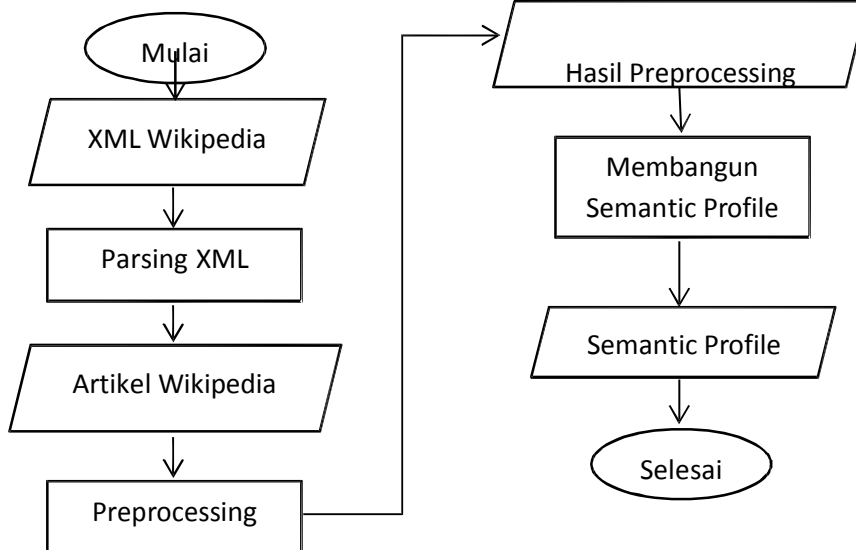 Mulai
XML Wikipedia
Parsing XML
Artikel Wikipedia
Preprocessing
Hasil Preprocessing
Membangun
Semantic Profile
Semantic Profile
Selesai